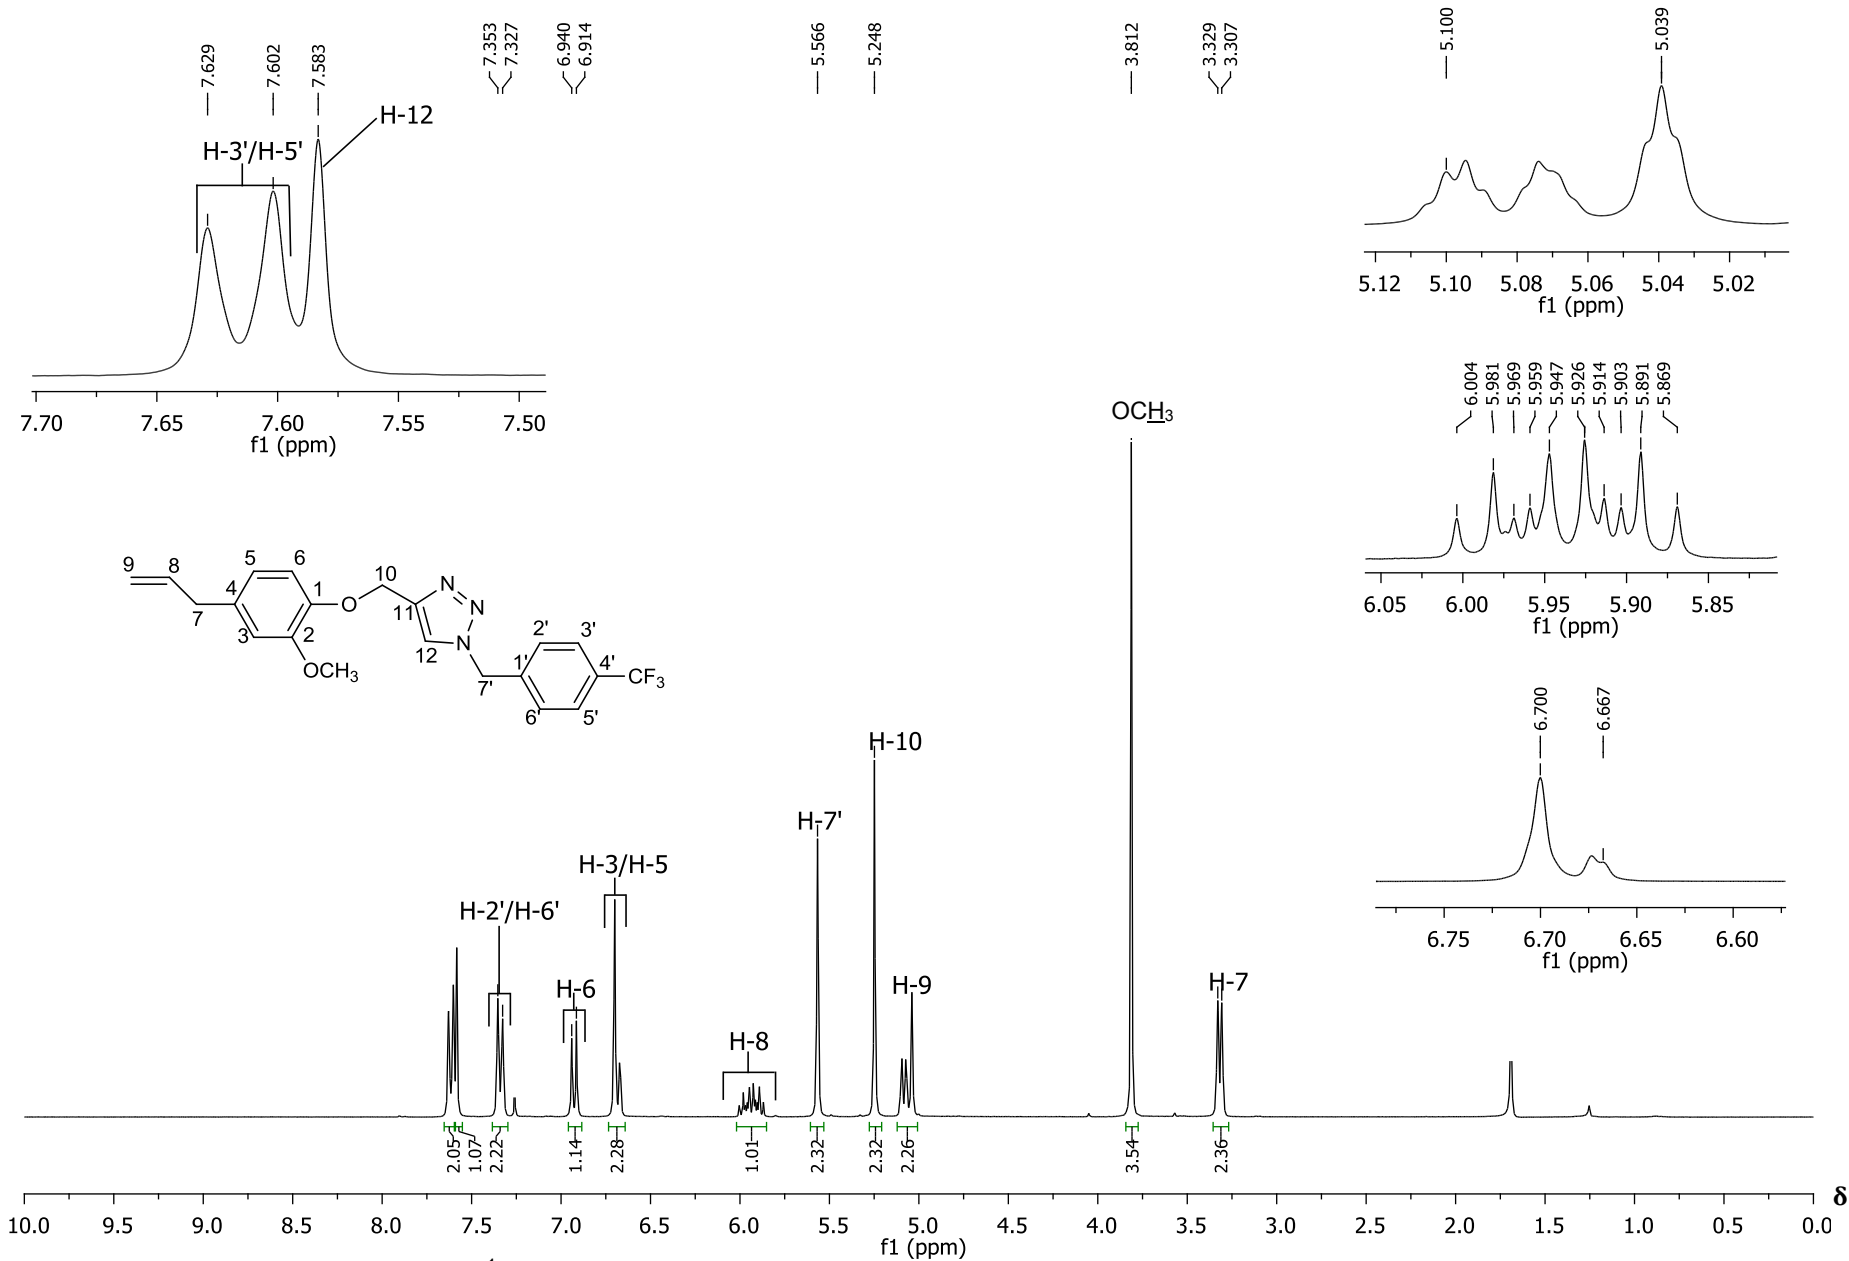 7.629
7.602
7.583
7.353
7.327
6.940
6.914
5.566
5.248
3.812
3.329
3.307
5.100
5.039
H-12
H-3'/H-5'
7.70 7.65 7.60 7.55 7.50
f1 (ppm)
5.12 5.10 5.08 5.06 5.04 5.02
f1 (ppm)
6.004
5.981
5.969
5.959
5.947
5.926
5.914
5.903
5.891
5.869
6.05 6.00 5.95 5.90 5.85
f1 (ppm)
OCH3
9 8 5 6 10 N
4 1 O 11 N
7 3 2 12 N 2' 3'
OCH3 1' 4' CF3
7' 6' 5'
6.700
6.667
6.75 6.70 6.65 6.60
f1 (ppm)
H-10
H-7'
H-3/H-5
H-2'/H-6'
H-6
H-9
H-7
H-8
2.05
1.07
2.22
1.14
2.28
1.01
2.32
2.32
2.26
3.54
2.36
δ
10.0 9.5 9.0 8.5 8.0 7.5 7.0 6.5 6.0 5.5 5.0 4.5 4.0 3.5 3.0 2.5 2.0 1.5 1.0 0.5 0.0
f1 (ppm)